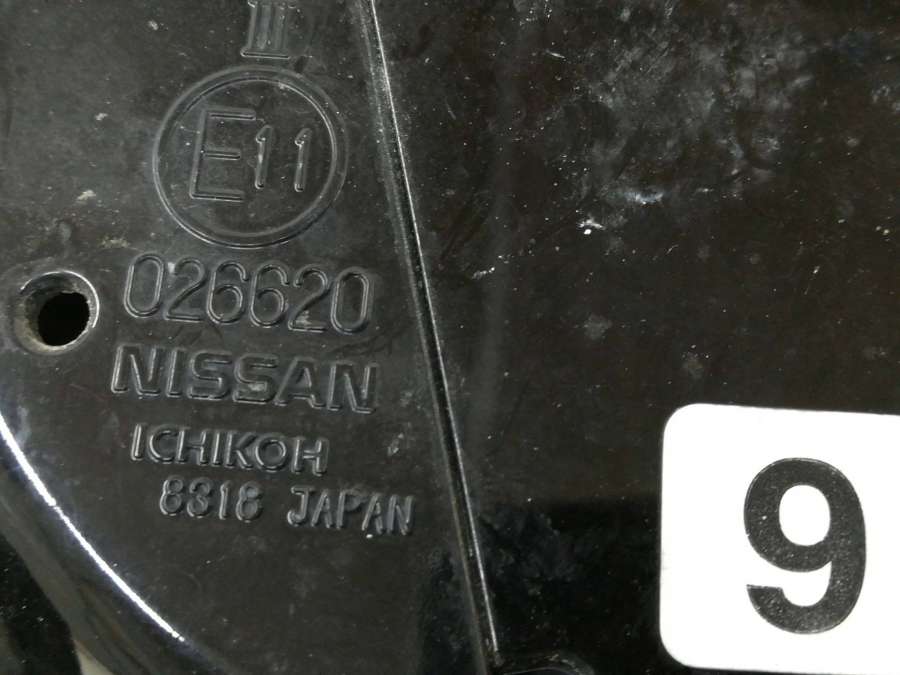 III
E11
026620
NISSAN
ICHIKOH
8318 JAPAN
9